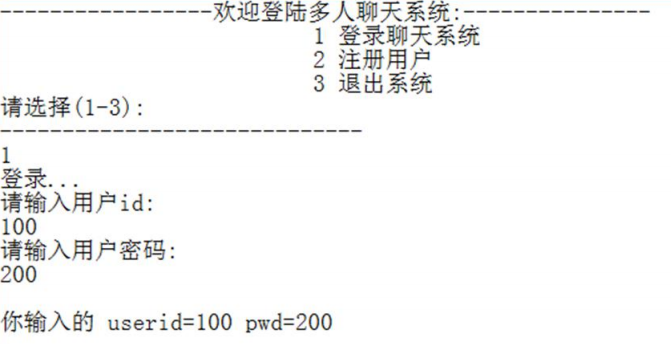 -----------------欢迎登陆多人聊天系统:---------------
1 登录聊天系统
2 注册用户
3 退出系统
请选择(1-3):
-----------------------------
1
登录...
请输入用户id:
100
请输入用户密码:
200
你输入的 userid=100 pwd=200